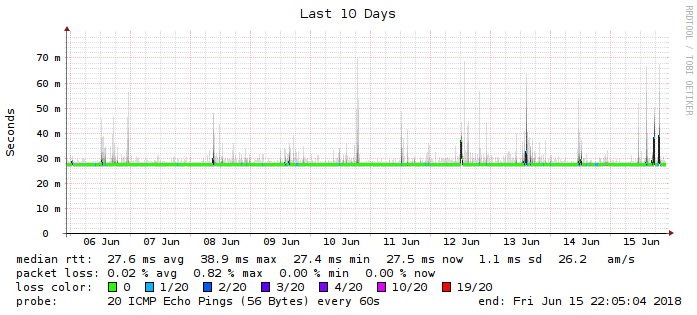 Last 10 Days
RRDTOOL / TOBI OETIKER
Seconds
70 m
60 m
50 m
40 m
30 m
20 m
10 m
0
06 Jun 07 Jun 08 Jun 09 Jun 10 Jun 11 Jun 12 Jun 13 Jun 14 Jun 15 Jun
median rtt: 27.6 ms avg 38.9 ms max 27.4 ms min 27.5 ms now 1.1 ms sd 26.2 am/s
packet loss: 0.02 % avg 0.82 % max 0.00 % min 0.00 % now
loss color: 0 1/20 2/20 3/20 4/20 10/20 19/20
probe: 20 ICMP Echo Pings (56 Bytes) every 60s end: Fri Jun 15 22:05:04 2018